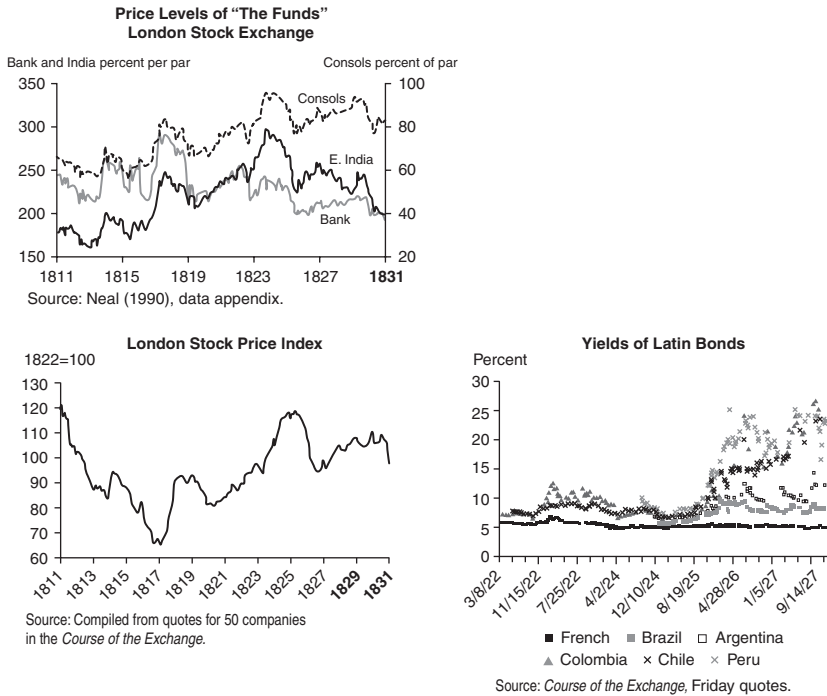 Price Levels of “The Funds”
London Stock Exchange
Bank and India percent per par
Consols percent of par
350
300
250
200
150
100
80
60
40
20
Consols
E. India
Bank
1811 1815 1819 1823 1827 1831
Source: Neal (1990), data appendix.
London Stock Price Index
1822=100
130
120
110
100
90
80
70
60
1811 1813 1815 1817 1819 1821 1823 1825 1827 1829 1831
Source: Compiled from quotes for 50 companies
in the Course of the Exchange.
Yields of Latin Bonds
Percent
30
25
20
15
10
5
0
3/8/22 11/15/22 7/25/22 4/2/24 12/10/24 8/19/25 4/28/26 1/5/27 9/14/27
French Brazil Argentina
Colombia Chile Peru
Source: Course of the Exchange, Friday quotes.